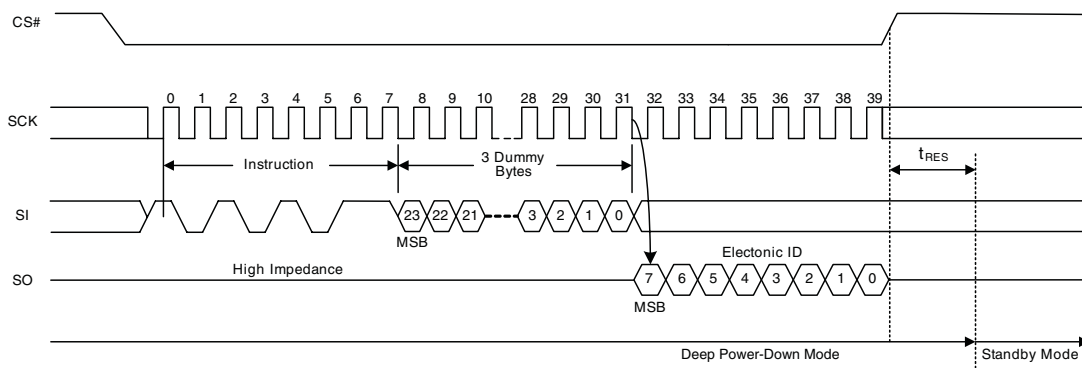 CS#
0 1 2 3 4 5 6 7 8 9 10 28 29 30 31 32 33 34 35 36 37 38 39
SCK
Instruction
3 Dummy
Bytes
tRES
SI
23 22 21 3 2 1 0
MSB
High Impedance
Electonic ID
SO
7 6 5 4 3 2 1 0
MSB
Deep Power-Down Mode
Standby Mode